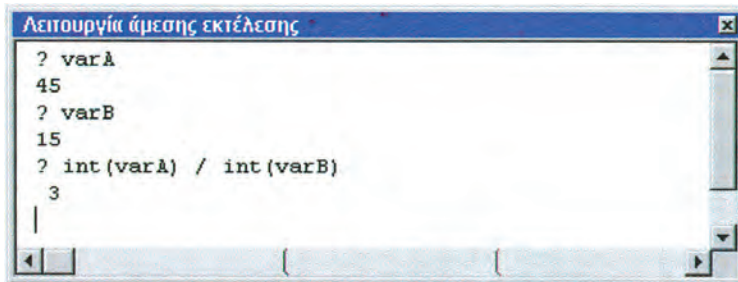 Λειτουργία άμεσης εκτέλεσης
? varA
45
? varB
15
? int(varA) / int(varB)
3